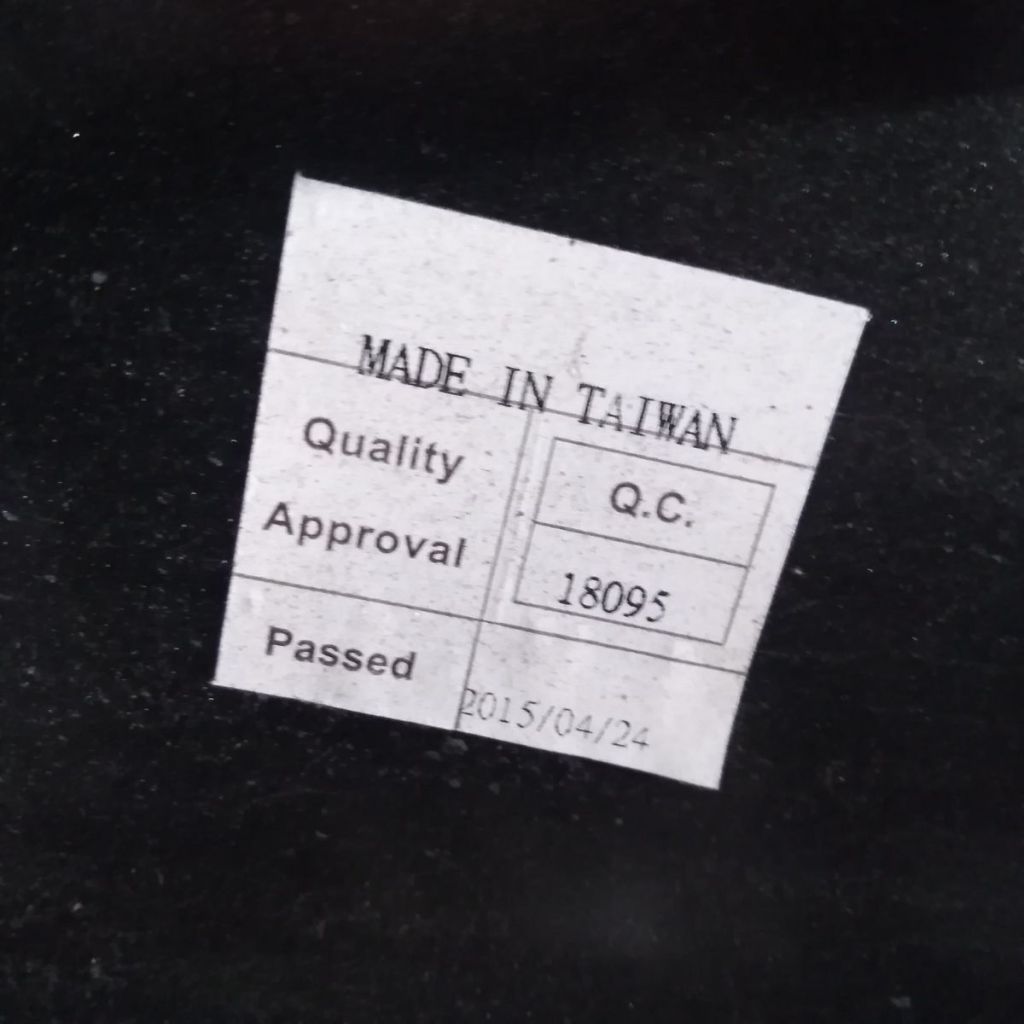 MADE IN TAIWAN
Quality
Approval
Q.C.
18095
Passed
2015/04/24